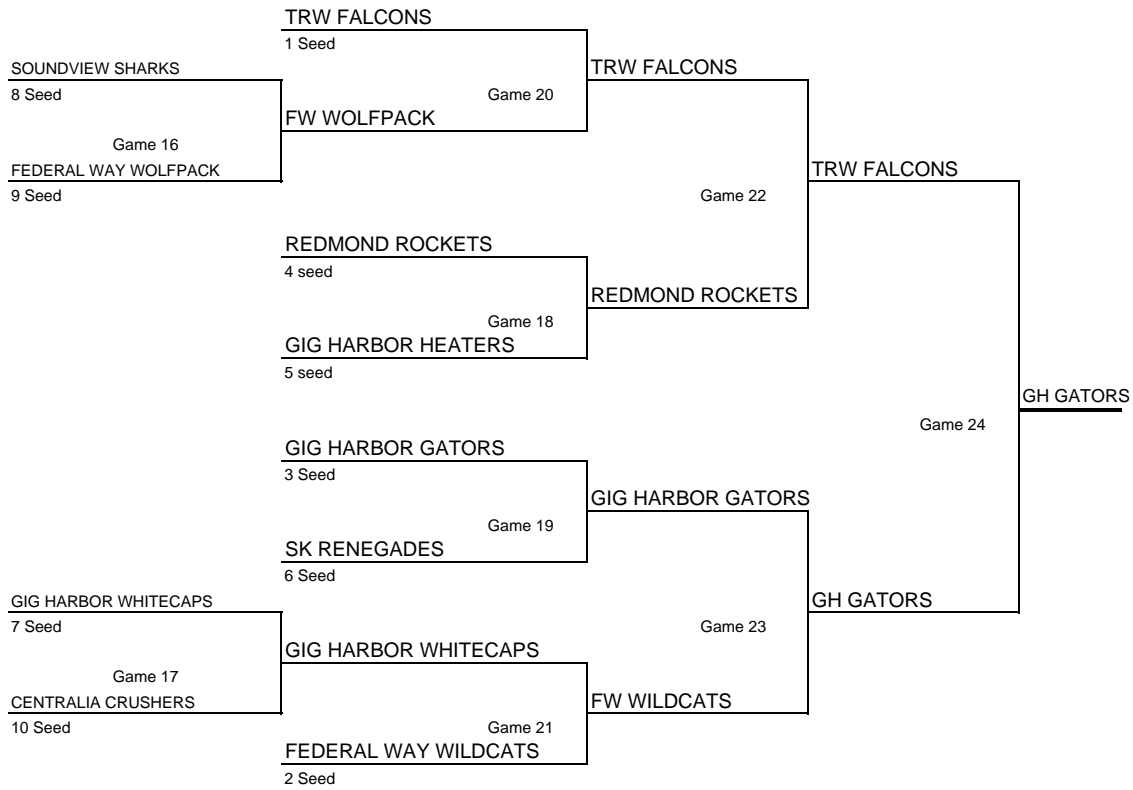 TRW FALCONS
1 Seed
SOUNDVIEW SHARKS
TRW FALCONS
8 Seed
Game 20
FW WOLFPACK
Game 16
FEDERAL WAY WOLFPACK
TRW FALCONS
9 Seed
Game 22
REDMOND ROCKETS
4 seed
REDMOND ROCKETS
Game 18
GIG HARBOR HEATERS
5 seed
GH GATORS
Game 24
GIG HARBOR GATORS
3 Seed
GIG HARBOR GATORS
Game 19
SK RENEGADES
6 Seed
GIG HARBOR WHITECAPS
GH GATORS
7 Seed
Game 23
GIG HARBOR WHITECAPS
Game 17
CENTRALIA CRUSHERS
FW WILDCATS
10 Seed
Game 21
FEDERAL WAY WILDCATS
2 Seed